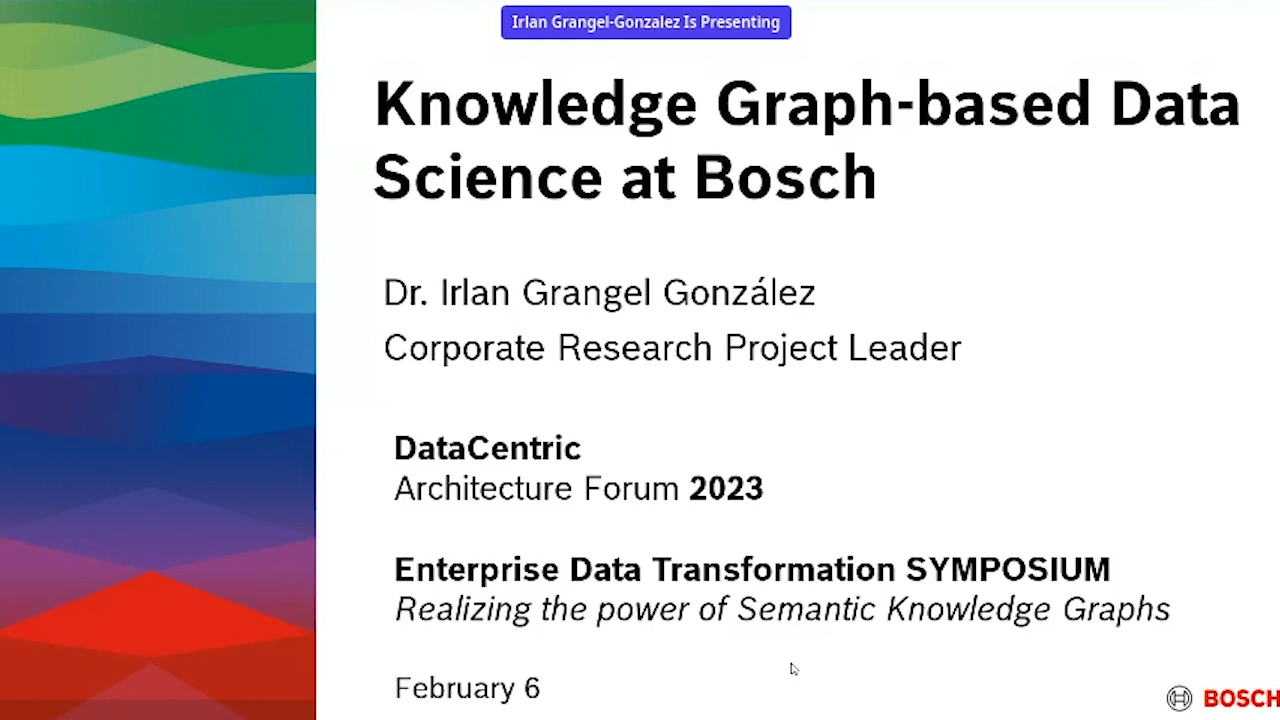 Irlan Grangel-Gonzalez Is Presenting
Knowledge Graph-based Data
Science at Bosch
Dr. Irlan Grangel González
Corporate Research Project Leader
DataCentric
Architecture Forum 2023
Enterprise Data Transformation SYMPOSIUM
Realizing the power of Semantic Knowledge Graphs
February 6
BOSCH